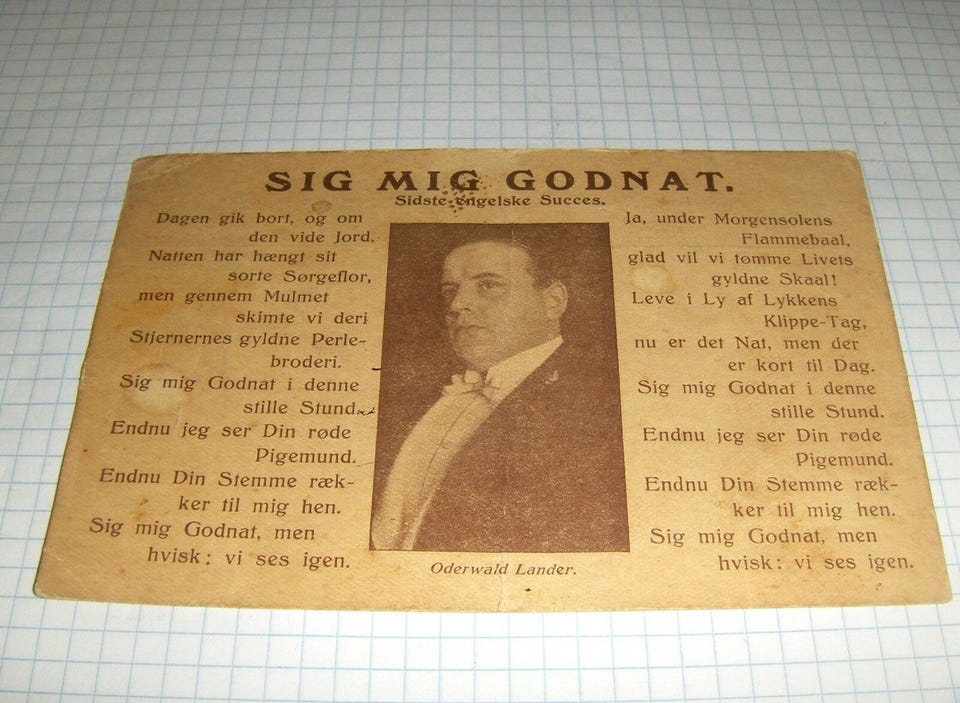 SIG MIG GODNAT.
Sidste engelske Succes.
Dagen gik bort, og om
den vide Jord,
Natten har hængt sit
sorte Sørgeflor,
men gennem Mulmet
skimte vi deri
Stjernernes gyldne Perle-
broderi.
Sig mig Godnat i denne
stille Stund.
Endnu jeg ser Din røde
Pigemund.
Endnu Din Stemme ræk-
ker til mig hen.
Sig mig Godnat, men
hvisk: vi ses igen.
Oderwald Lander.
Ja, under Morgensolens
Flammebaal,
glad vil vi tømme Livets
gyldne Skaal!
Leve i Ly af Lykkens
Klippe-Tag,
nu er det Nat, men der
er kort til Dag.
Sig mig Godnat i denne
stille Stund.
Endnu jeg ser Din røde
Pigemund.
Endnu Din Stemme ræk-
ker til mig hen.
Sig mig Godnat, men
hvisk: vi ses igen.